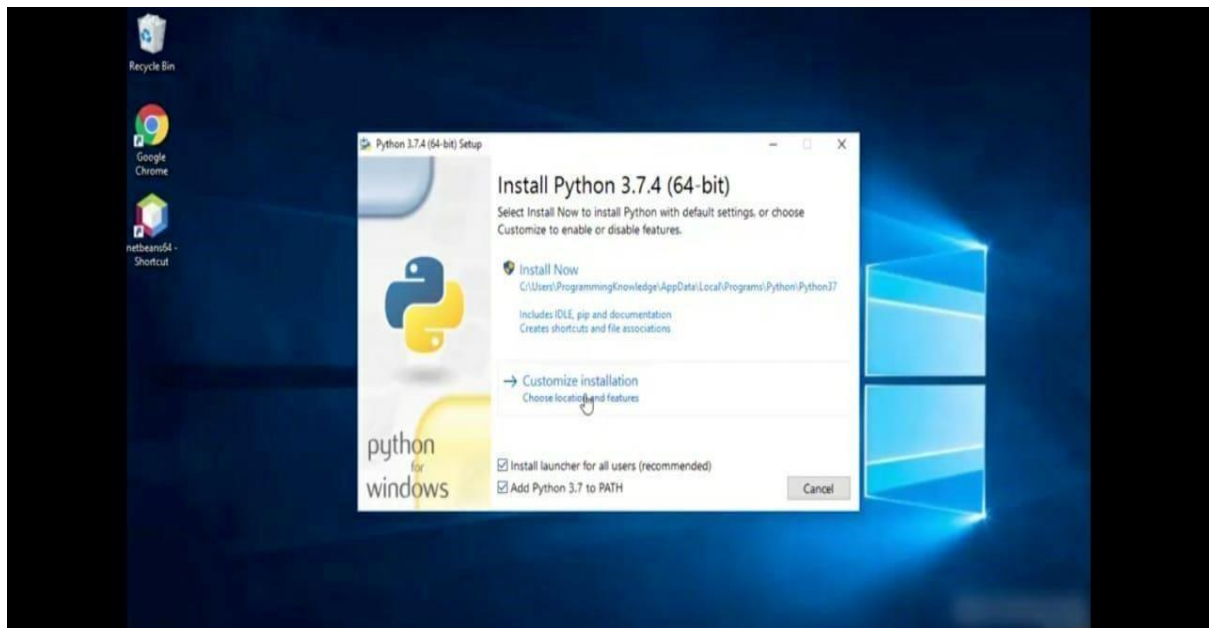 Recycle Bin
Google
Chrome
netbeans64 -
Shortcut
Python 3.7.4 (64-bit) Setup
Install Python 3.7.4 (64-bit)
Select Install Now to install Python with default settings, or choose
Customize to enable or disable features.
Install Now
C:\Users\ProgrammingKnowledge\AppData\Local\Programs\Python\Python37
Includes IDLE, pip and documentation
Creates shortcuts and file associations
Customize installation
Choose location and features
python
for
windows
Install launcher for all users (recommended)
Add Python 3.7 to PATH
Cancel